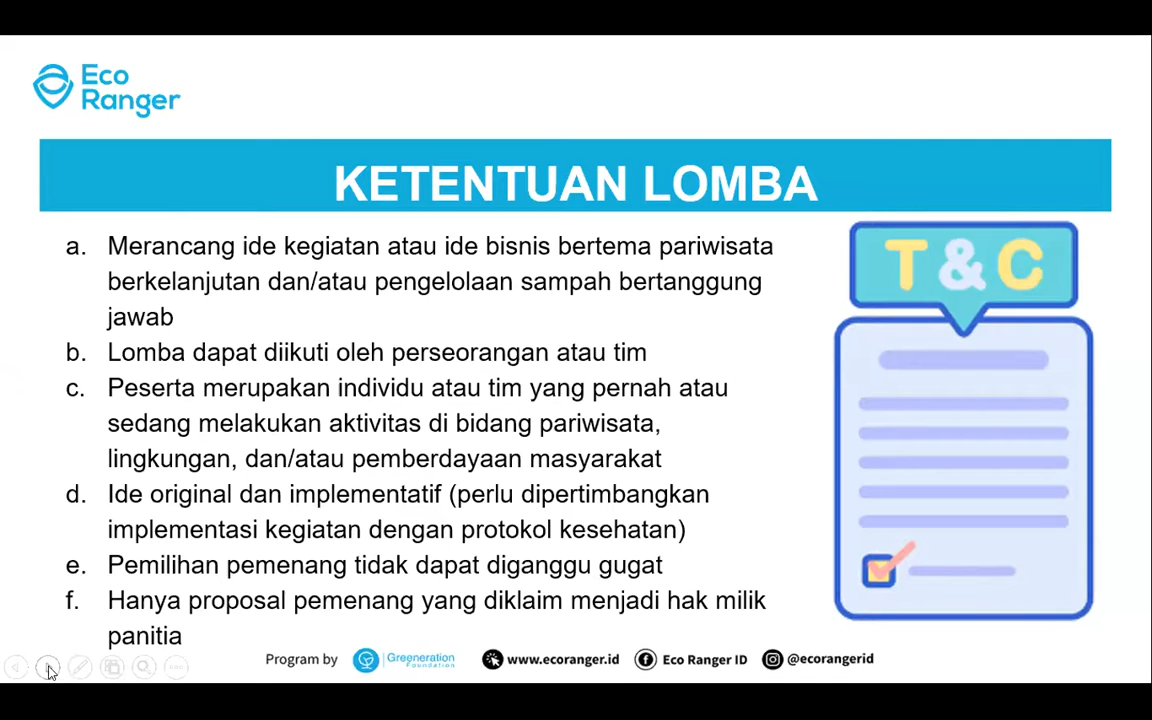 Eco
Ranger
KETENTUAN LOMBA
a. Merancang ide kegiatan atau ide bisnis bertema pariwisata
berkelanjutan dan/atau pengelolaan sampah bertanggung
jawab
b. Lomba dapat diikuti oleh perseorangan atau tim
c. Peserta merupakan individu atau tim yang pernah atau
sedang melakukan aktivitas di bidang pariwisata,
lingkungan, dan/atau pemberdayaan masyarakat
d. Ide original dan implementatif (perlu dipertimbangkan
implementasi kegiatan dengan protokol kesehatan)
e. Pemilihan pemenang tidak dapat diganggu gugat
f. Hanya proposal pemenang yang diklaim menjadi hak milik
panitia
T & C
Program by
Greeneration
Foundation
www.ecoranger.id
Eco Ranger ID
@ecorangerid